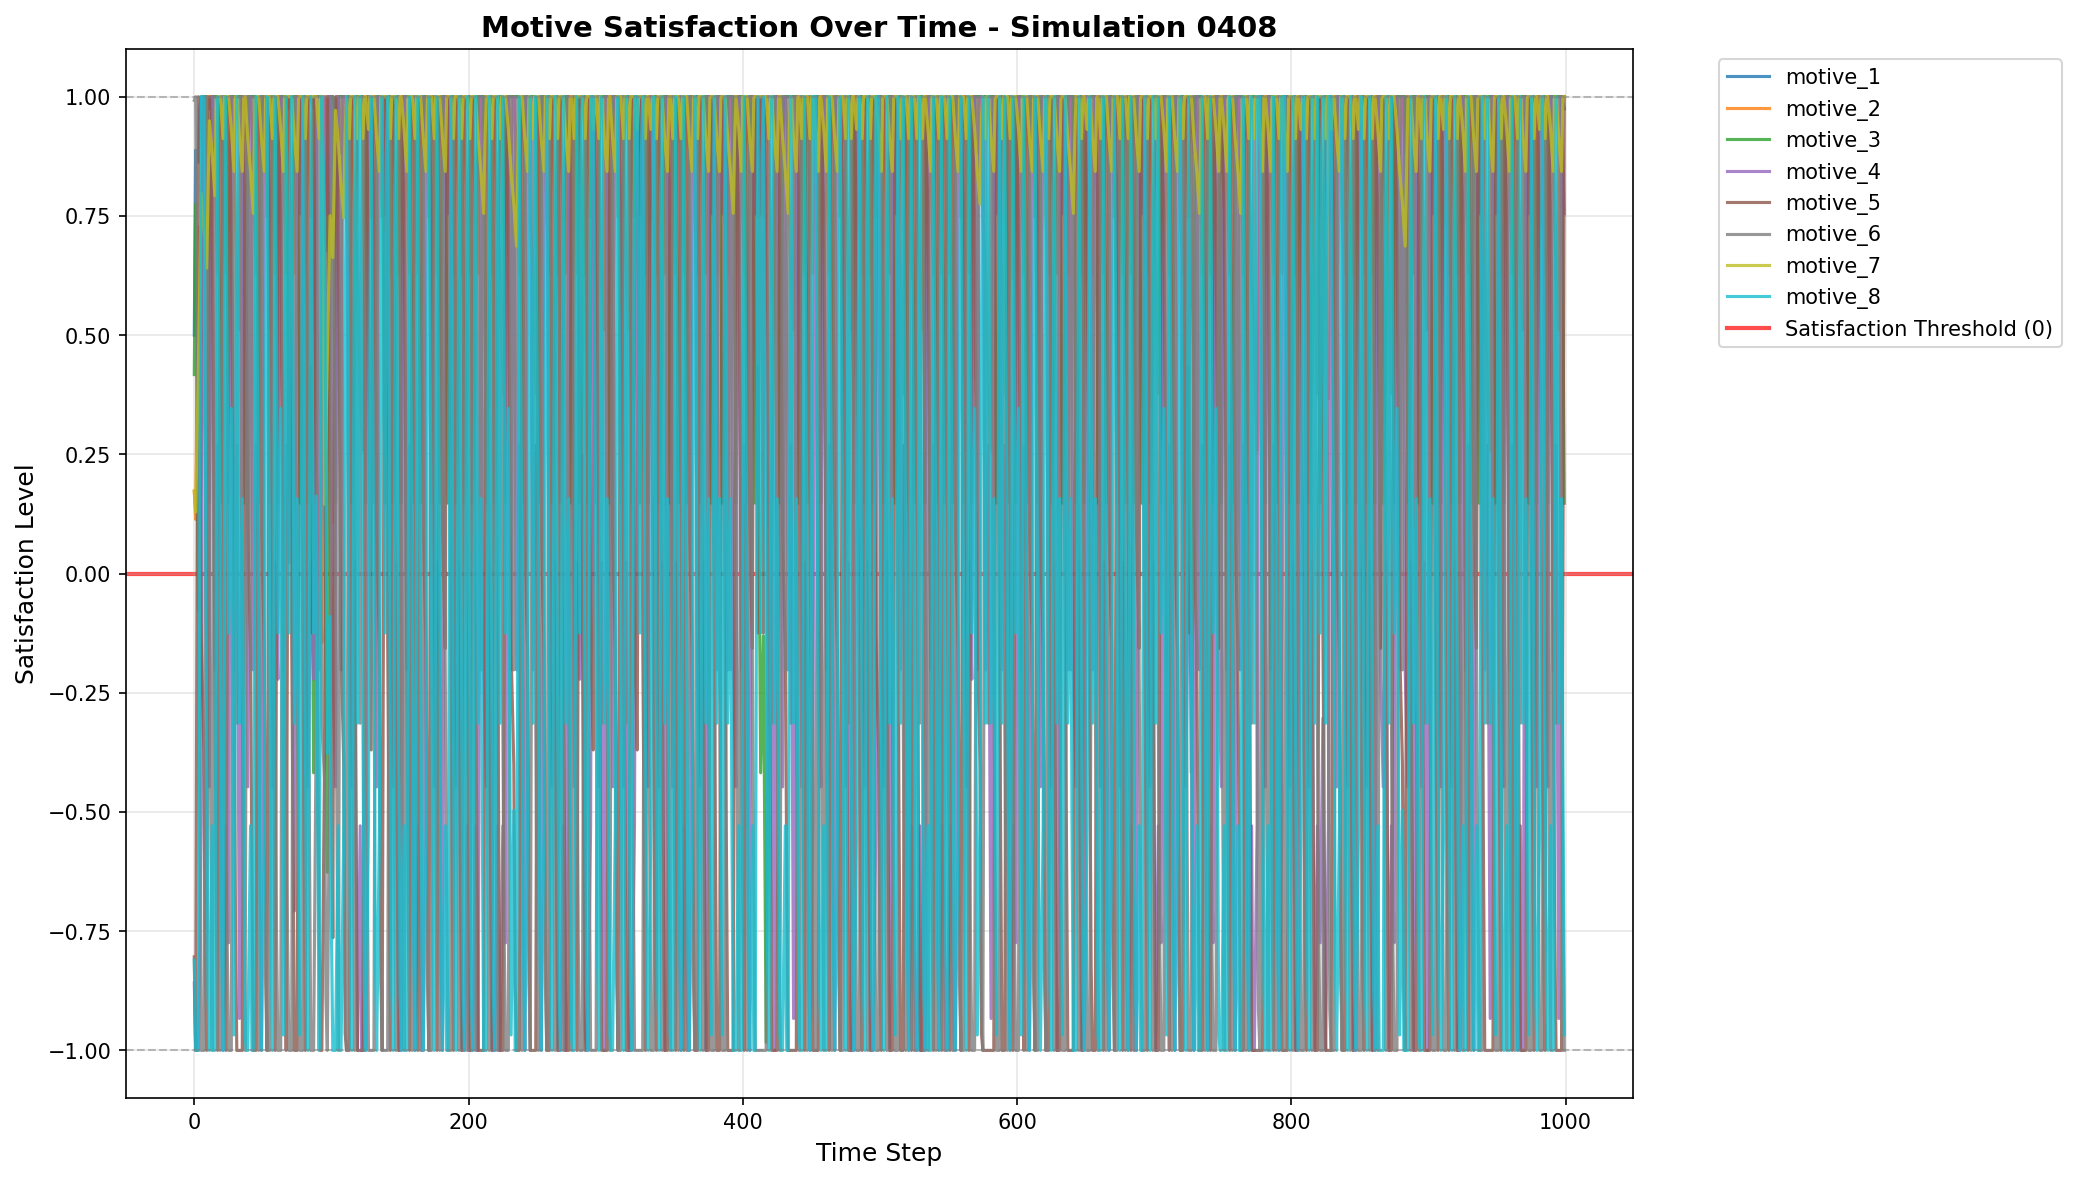 Motive Satisfaction Over Time - Simulation 0408
1.00
0.75
0.50
0.25
0.00
−0.25
−0.50
−0.75
−1.00
Satisfaction Level
0
200
400
600
800
1000
Time Step
motive_1
motive_2
motive_3
motive_4
motive_5
motive_6
motive_7
motive_8
Satisfaction Threshold (0)